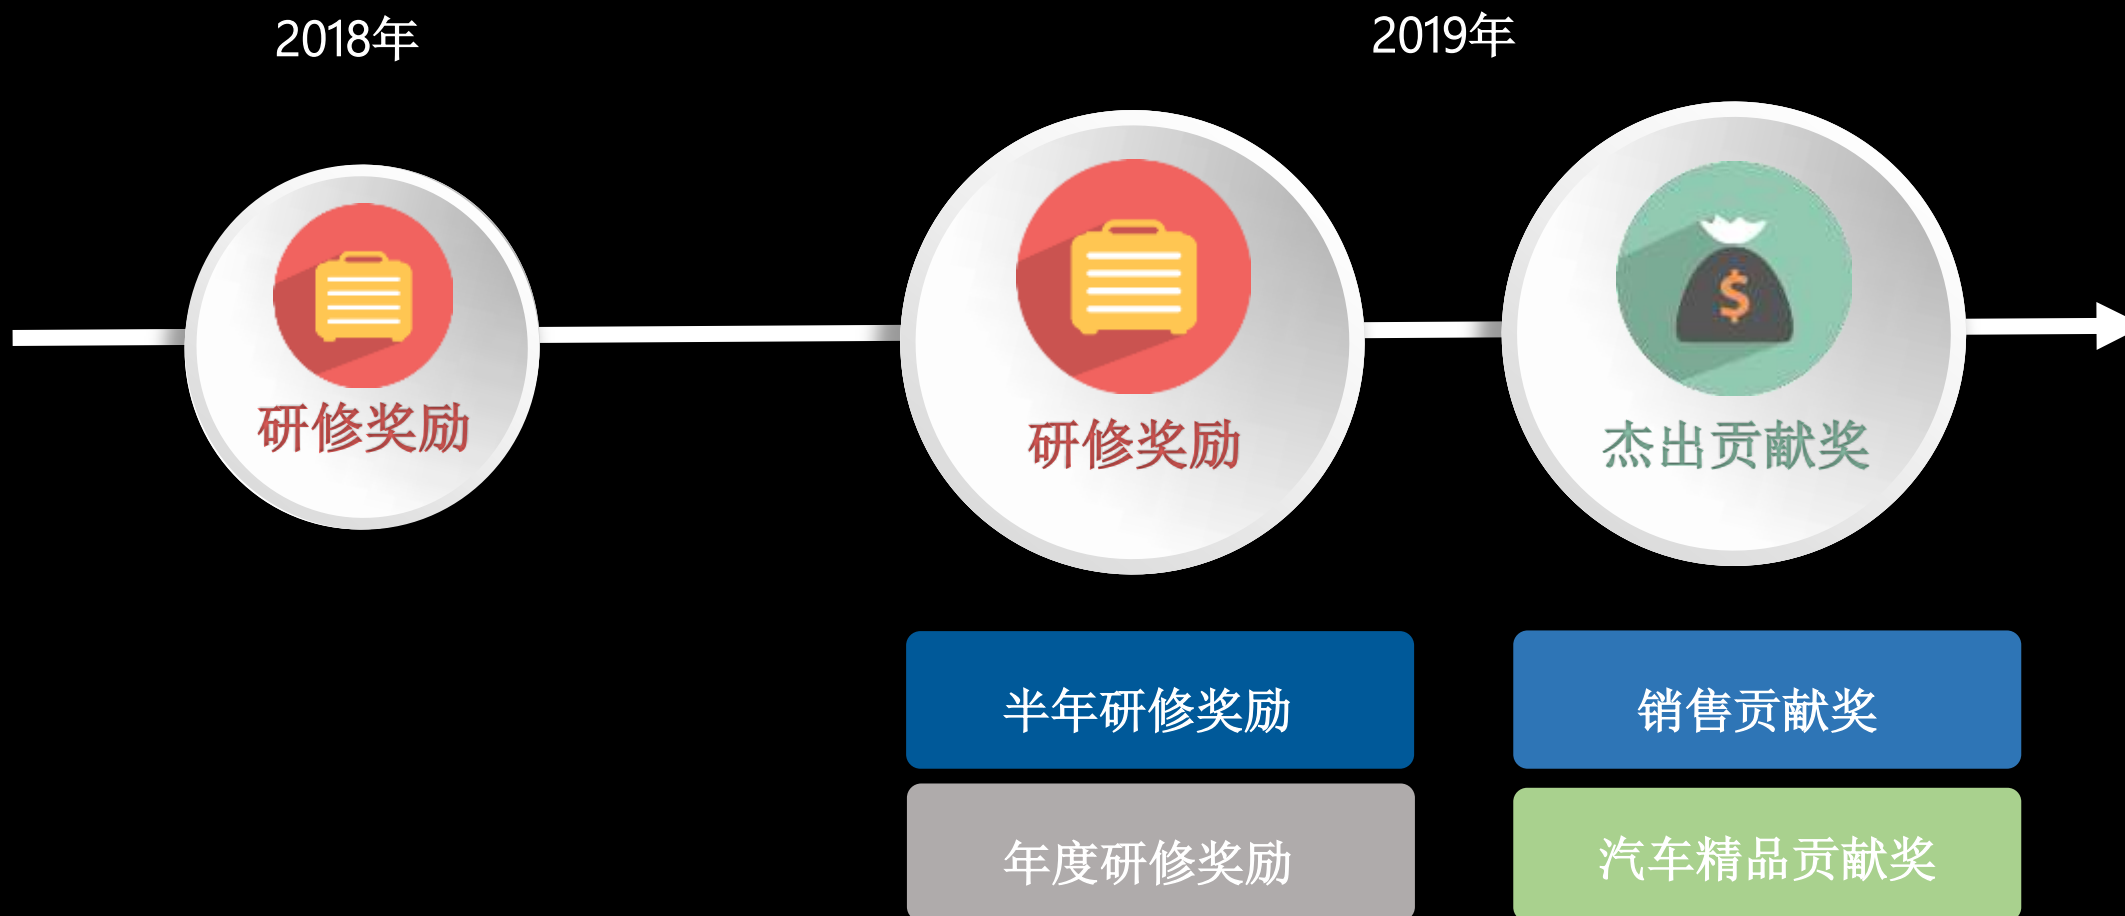 2018年
2019年
研修奖励
研修奖励
$
杰出贡献奖
半年研修奖励
销售贡献奖
年度研修奖励
汽车精品贡献奖